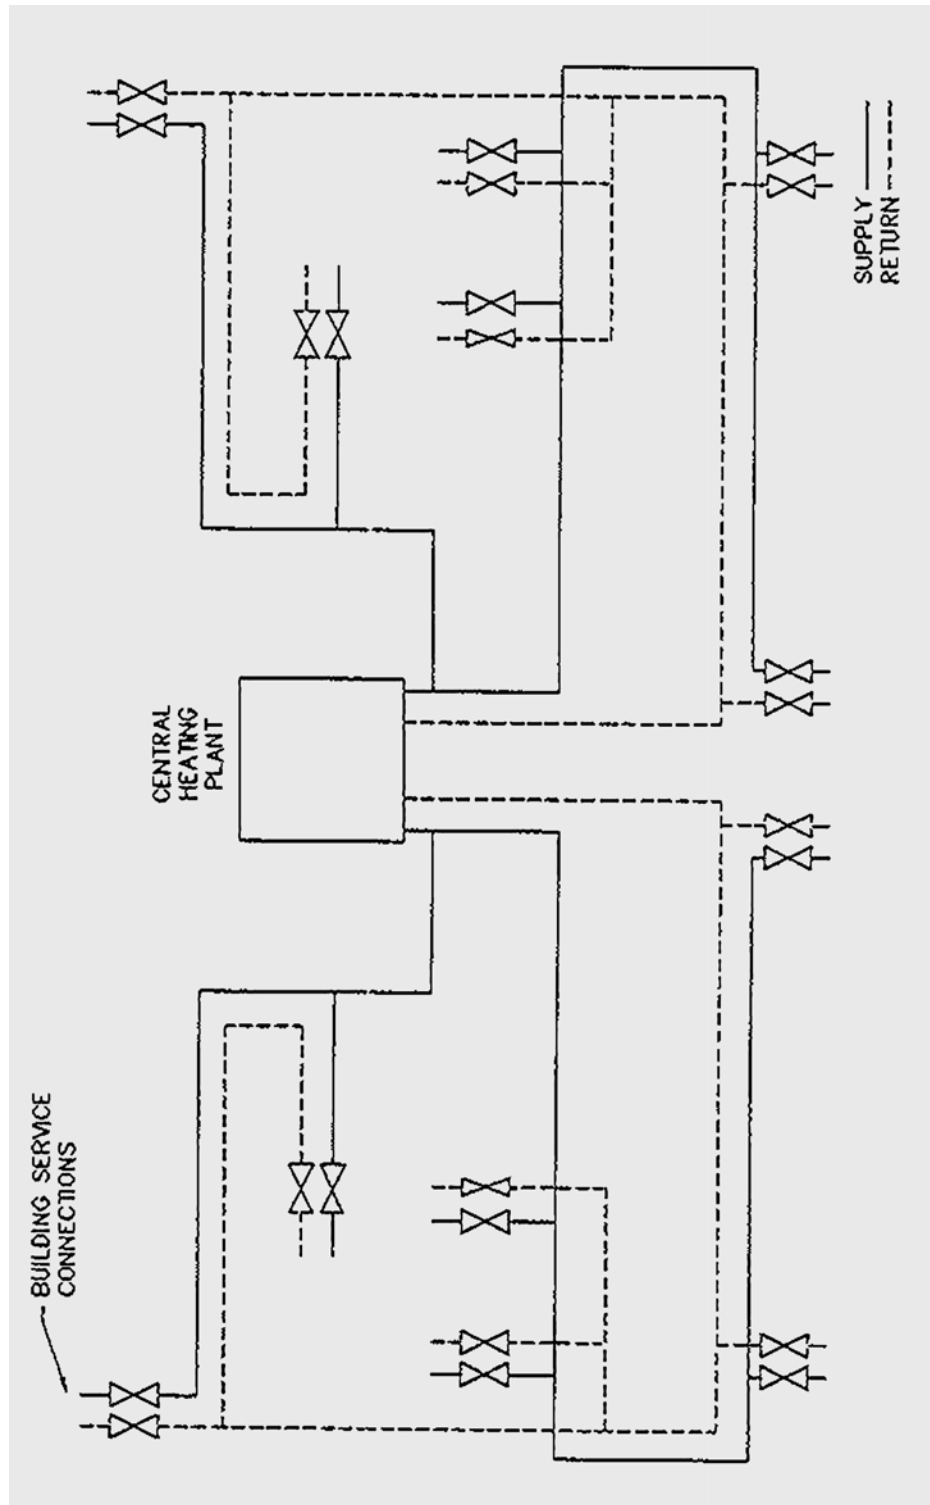 BUILDING SERVICE
CONNECTIONS
CENTRAL
HEATING
PLANT
SUPPLY
RETURN